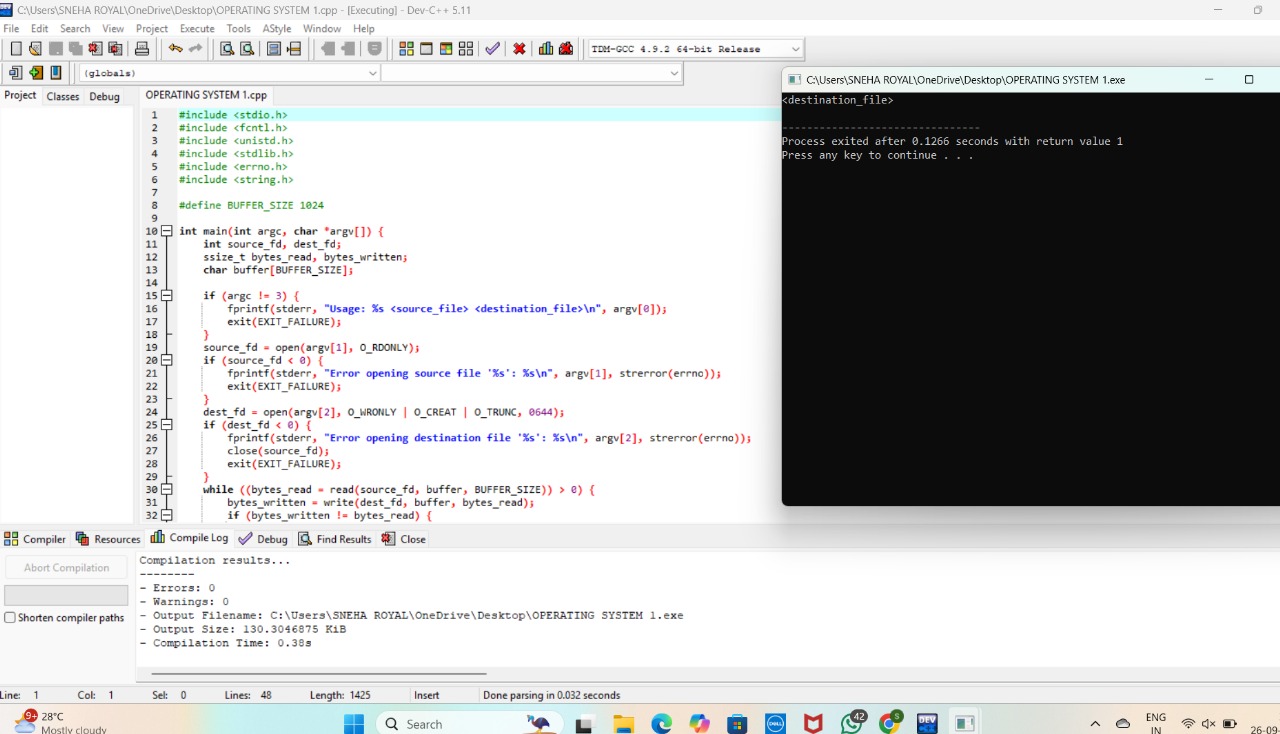 C:\Users\SNEHA ROYAL\OneDrive\Desktop\OPERATING SYSTEM 1.cpp - [Executing] - Dev-C++ 5.11
File Edit Search View Project Execute Tools AStyle Window Help
TDM-GCC 4.9.2 64-bit Release
(globals)
Project Classes Debug
OPERATING SYSTEM 1.cpp
1 #include <stdio.h>
2 #include <fcntl.h>
3 #include <unistd.h>
4 #include <stdlib.h>
5 #include <errno.h>
6 #include <string.h>
7
8 #define BUFFER_SIZE 1024
9
10 int main(int argc, char *argv[]) {
11 int source_fd, dest_fd;
12 ssize_t bytes_read, bytes_written;
13 char buffer[BUFFER_SIZE];
14
15 if (argc != 3) {
16 fprintf(stderr, "Usage: %s <source_file> <destination_file>\n", argv[0]);
17 exit(EXIT_FAILURE);
18 }
19 source_fd = open(argv[1], O_RDONLY);
20 if (source_fd < 0) {
21 fprintf(stderr, "Error opening source file '%s': %s\n", argv[1], strerror(errno));
22 exit(EXIT_FAILURE);
23 }
24 dest_fd = open(argv[2], O_WRONLY | O_CREAT | O_TRUNC, 0644);
25 if (dest_fd < 0) {
26 fprintf(stderr, "Error opening destination file '%s': %s\n", argv[2], strerror(errno));
27 close(source_fd);
28 exit(EXIT_FAILURE);
29 }
30 while ((bytes_read = read(source_fd, buffer, BUFFER_SIZE)) > 0) {
31 bytes_written = write(dest_fd, buffer, bytes_read);
32 if (bytes_written != bytes_read) {
C:\Users\SNEHA ROYAL\OneDrive\Desktop\OPERATING SYSTEM 1.exe
<destination_file>
--------------------------------
Process exited after 0.1266 seconds with return value 1
Press any key to continue . . .
Compiler Resources Compile Log Debug Find Results Close
Abort Compilation
Shorten compiler paths
Compilation results...
--------
- Errors: 0
- Warnings: 0
- Output Filename: C:\Users\SNEHA ROYAL\OneDrive\Desktop\OPERATING SYSTEM 1.exe
- Output Size: 130.3046875 KiB
- Compilation Time: 0.38s
Line: 1 Col: 1 Sel: 0 Lines: 48 Length: 1425 Insert Done parsing in 0.032 seconds
9+ 28°C
Mostly cloudy
Search
DELL
42
S
DEV
ENG
IN
26-09